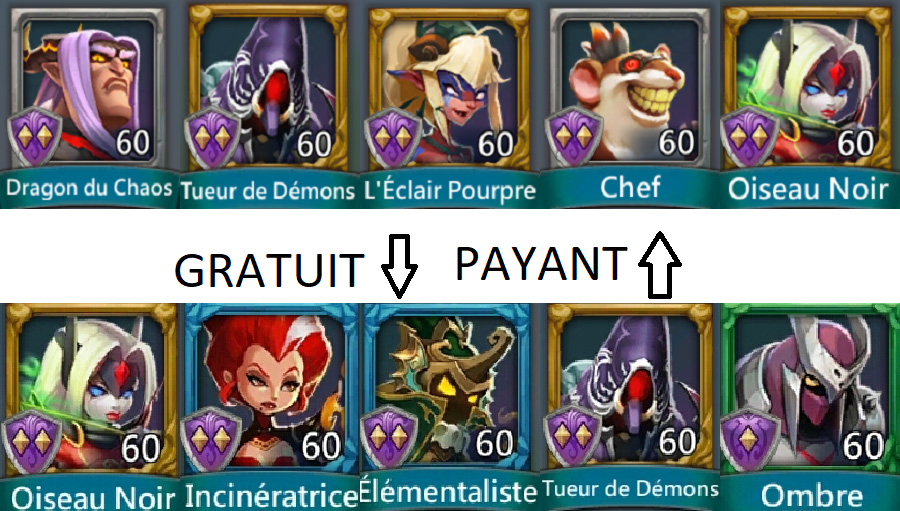 60 60 60 60 60
Dragon du Chaos Tueur de Démons L'Éclair Pourpre Chef Oiseau Noir
GRATUIT PAYANT
60 60 60 60 60
Oiseau Noir Incinératrice Élémentaliste Tueur de Démons Ombre